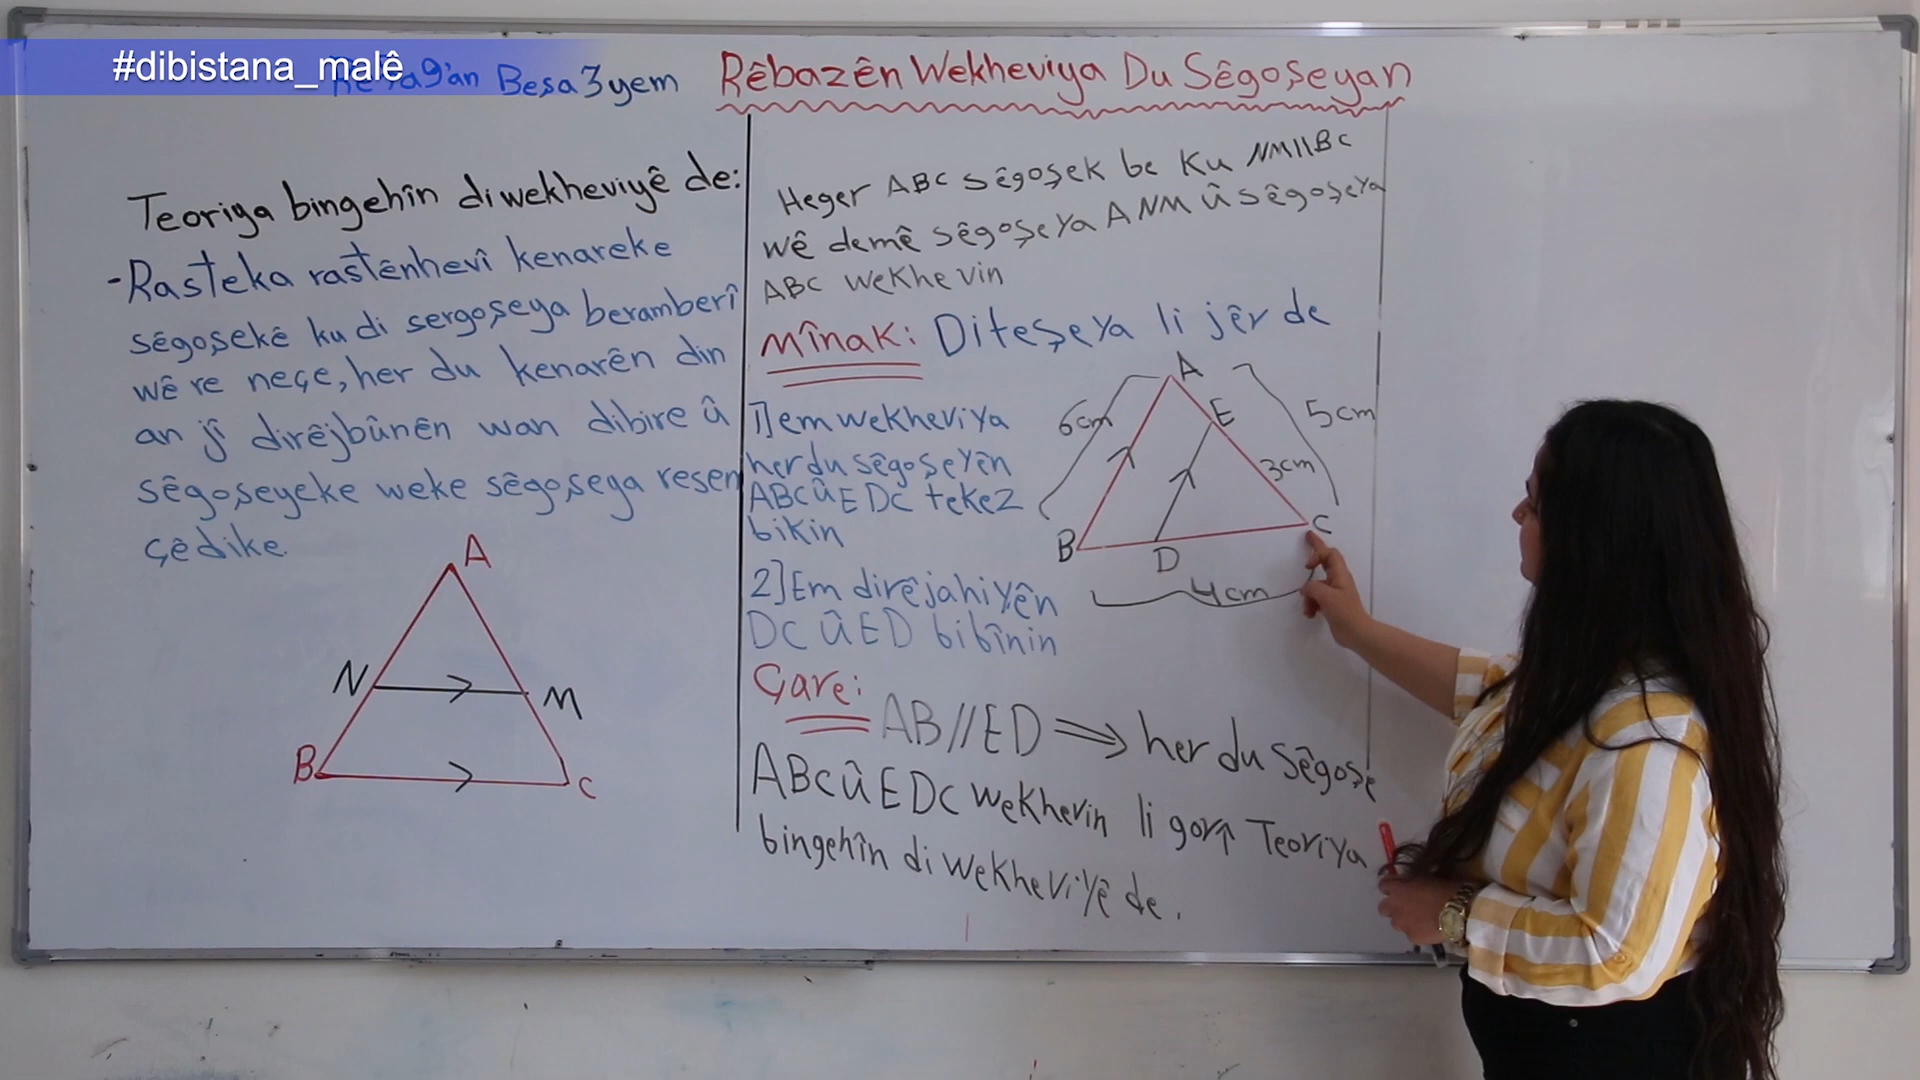 #dibistana_malê
Beşa 9'an Beşa 3yem
Rêbazên Wekheviya Du Sêgoşeyan
Teoriya bingehîn di wekheviyê de:
-Rasteka rastênhevî kenareke
sêgoşekê ku di sergoşeya beramberî
wê re neçe, her du kenarên din
an jî dirêjbûnên wan dibire û
sêgoşeyeke weke sêgoşeya resen
çêdike.
A
N
M
B
C
Heger ABC sêgoşek be Ku NM//BC
wê demê sêgoşeya ANM û sêgoşeya
ABC wekhevin
Mînak: Di teşeya li jêr de
1] em wekheviya
her du sêgoşeyên
ABC û EDC tekez
bikin
2] Em dirêjahiyên
DC û ED bibînin
A
6cm
E
5cm
3cm
C
B
D
4cm
Çare:
AB//ED ⟹ her du sêgoşe
ABC û EDC wekhevin li gorî Teoriya
bingehîn di wekheviyê de.